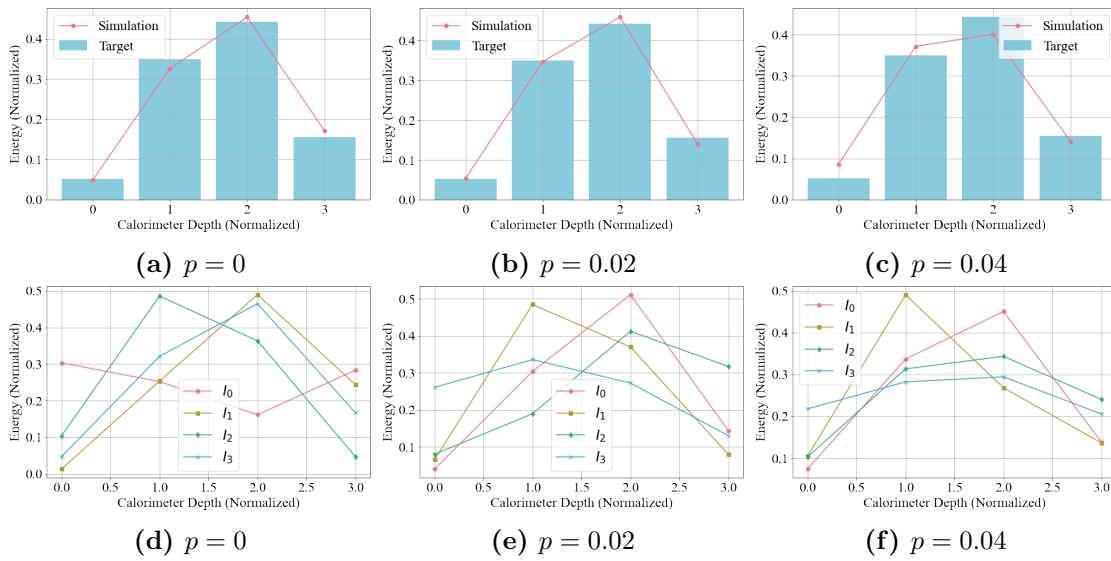 Energy (Normalized)
0.4
0.3
0.2
0.1
0.0
Simulation
Target
0 1 2 3
Calorimeter Depth (Normalized)
(a) p = 0
Energy (Normalized)
0.4
0.3
0.2
0.1
0.0
Simulation
Target
0 1 2 3
Calorimeter Depth (Normalized)
(b) p = 0.02
Energy (Normalized)
0.4
0.3
0.2
0.1
0.0
Simulation
Target
0 1 2 3
Calorimeter Depth (Normalized)
(c) p = 0.04
Energy (Normalized)
0.5
0.4
0.3
0.2
0.1
0.0
I₀
I₁
I₂
I₃
0.0 0.5 1.0 1.5 2.0 2.5 3.0
Calorimeter Depth (Normalized)
(d) p = 0
Energy (Normalized)
0.5
0.4
0.3
0.2
0.1
I₀
I₁
I₂
I₃
0.0 0.5 1.0 1.5 2.0 2.5 3.0
Calorimeter Depth (Normalized)
(e) p = 0.02
Energy (Normalized)
0.5
0.4
0.3
0.2
0.1
I₀
I₁
I₂
I₃
0.0 0.5 1.0 1.5 2.0 2.5 3.0
Calorimeter Depth (Normalized)
(f) p = 0.04